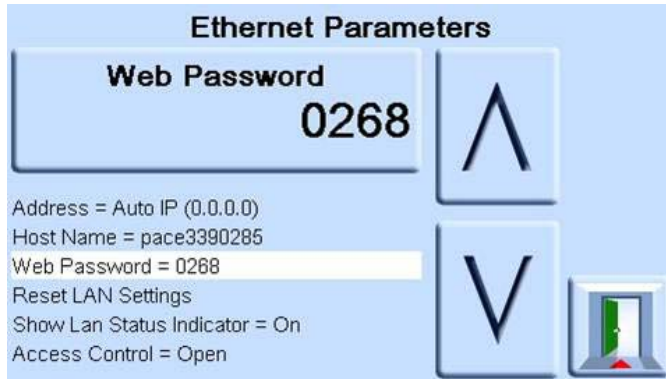 Ethernet Parameters
Web Password
0268
Address = Auto IP (0.0.0.0)
Host Name = pace3390285
Web Password = 0268
Reset LAN Settings
Show Lan Status Indicator = On
Access Control = Open